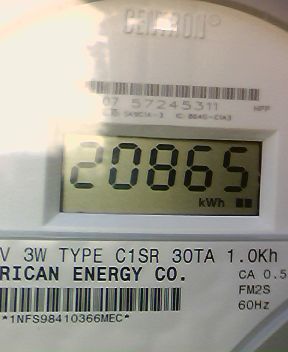 CENTRON®
07 57245311 HPP
20865
kWh
V 3W TYPE C1SR 30TA 1.0Kh
RICAN ENERGY CO.
CA 0.5
FM2S
60Hz
*1NFS98410366MEC*